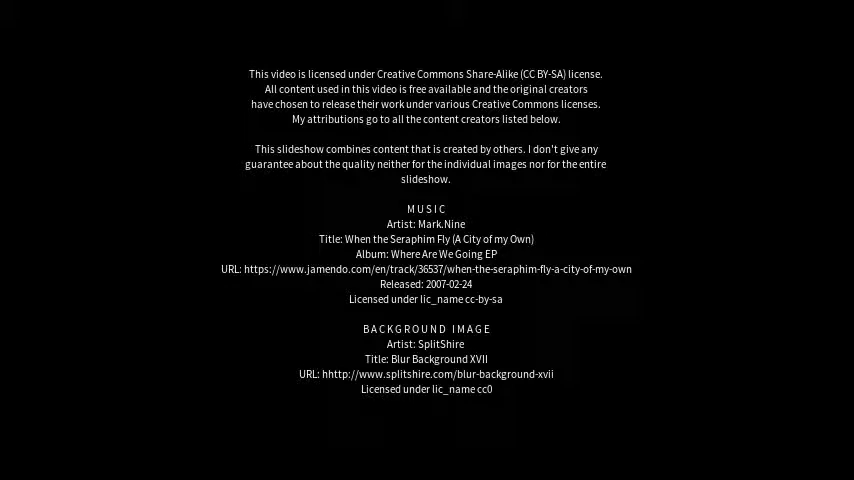 This video is licensed under Creative Commons Share-Alike (CC BY-SA) license.
All content used in this video is free available and the original creators
have chosen to release their work under various Creative Commons licenses.
My attributions go to all the content creators listed below.
This slideshow combines content that is created by others. I don't give any
guarantee about the quality neither for the individual images nor for the entire
slideshow.
MUSIC
Artist: Mark.Nine
Title: When the Seraphim Fly (A City of my Own)
Album: Where Are We Going EP
URL: https://www.jamendo.com/en/track/36537/when-the-seraphim-fly-a-city-of-my-own
Released: 2007-02-24
Licensed under lic_name cc-by-sa
BACKGROUND IMAGE
Artist: SplitShire
Title: Blur Background XVII
URL: hhttp://www.splitshire.com/blur-background-xvii
Licensed under lic_name cc0